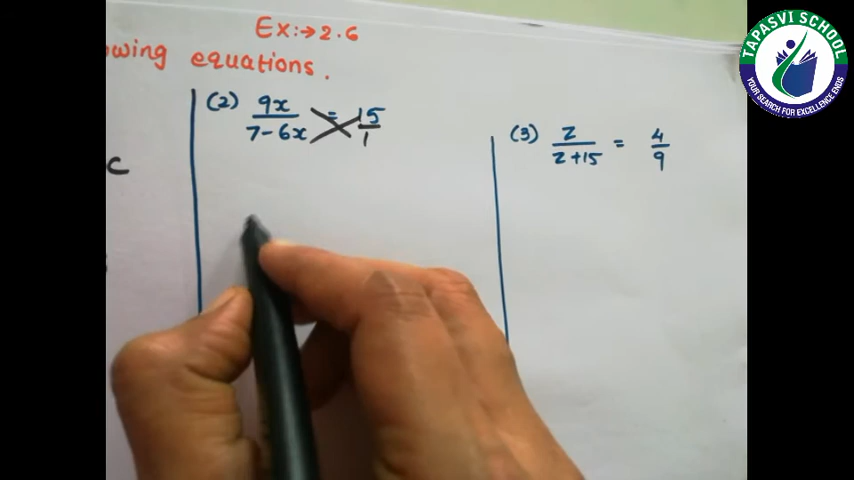 Ex:→2.6
owing equations.
(2) 9x/7-6x = 15/1
(3) z/z+15 = 4/9
c
TAPASVI SCHOOL
YOUR SEARCH FOR EXCELLENCE ENDS